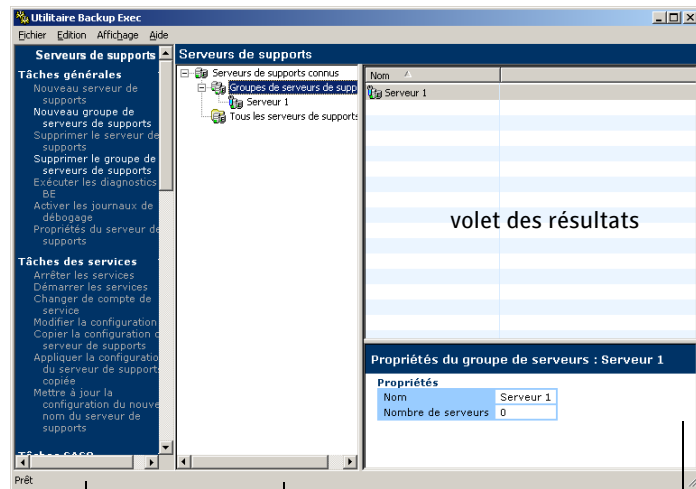 Utilitaire Backup Exec
Fichier Edition Affichage Aide
Serveurs de supports
Tâches générales
Nouveau serveur de
supports
Nouveau groupe de
serveurs de supports
Supprimer le serveur de
supports
Supprimer le groupe de
serveurs de supports
Exécuter les diagnostics
BE
Activer les journaux de
débogage
Propriétés du serveur de
supports
Tâches des services
Arrêter les services
Démarrer les services
Changer de compte de
service
Modifier la configuration
Copier la configuration d
serveur de supports
Appliquer la configuratio
du serveur de supports
copiée
Mettre à jour la
configuration du nouve
nom du serveur de
supports
Serveurs de supports
Serveurs de supports connus
Groupes de serveurs de supp
Serveur 1
Tous les serveurs de supports
Nom
Serveur 1
volet des résultats
Propriétés du groupe de serveurs : Serveur 1
Propriétés
Nom Serveur 1
Nombre de serveurs 0
Prêt